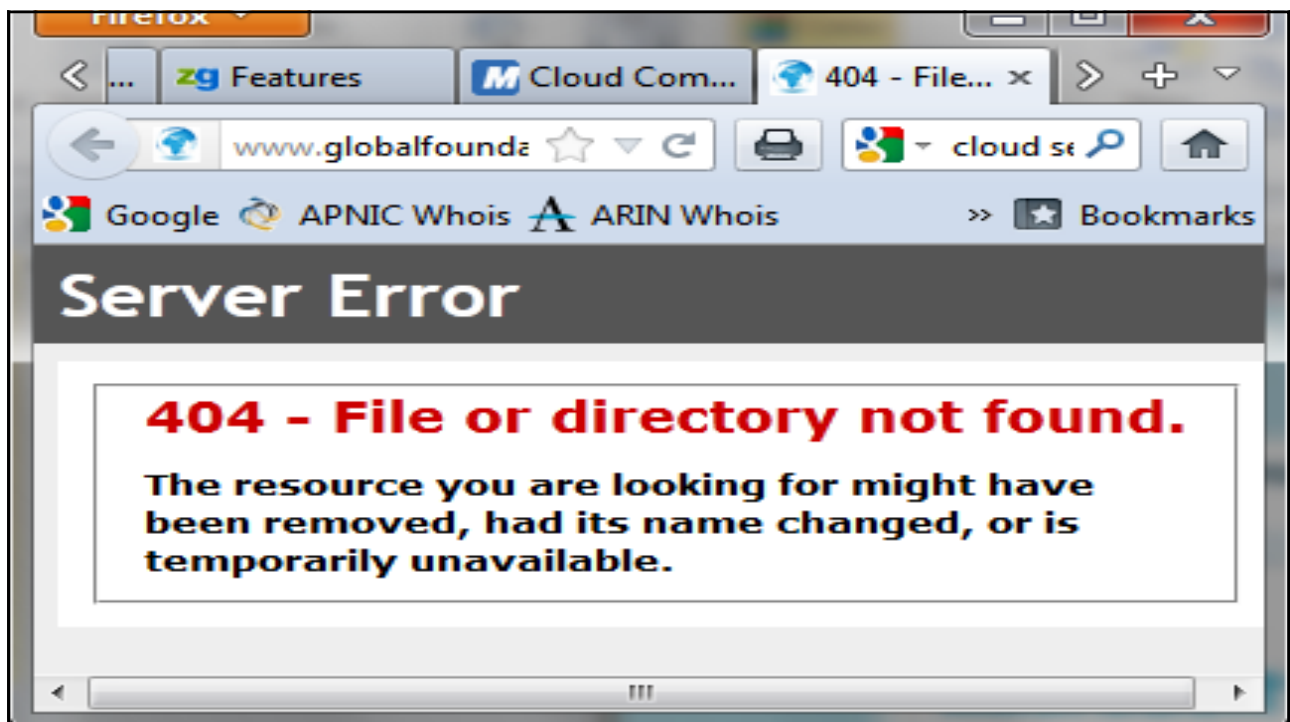 Firefox
... zg Features M Cloud Com... 404 - File...
www.globalfounda cloud se
Google APNIC Whois ARIN Whois » Bookmarks
Server Error
404 - File or directory not found.
The resource you are looking for might have
been removed, had its name changed, or is
temporarily unavailable.